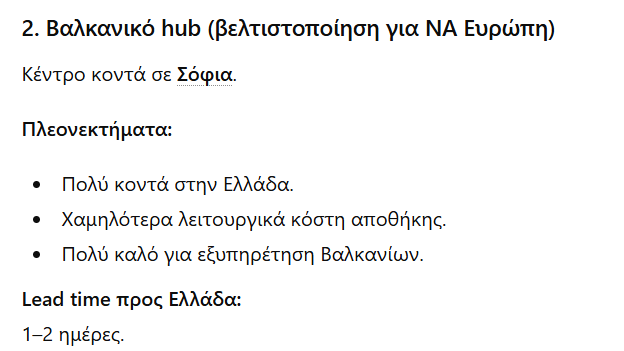 2. Βαλκανικό hub (βελτιστοποίηση για ΝΑ Ευρώπη)
Κέντρο κοντά σε Σόφια.
Πλεονεκτήματα:
• Πολύ κοντά στην Ελλάδα.
• Χαμηλότερα λειτουργικά κόστη αποθήκης.
• Πολύ καλό για εξυπηρέτηση Βαλκανίων.
Lead time προς Ελλάδα:
1–2 ημέρες.